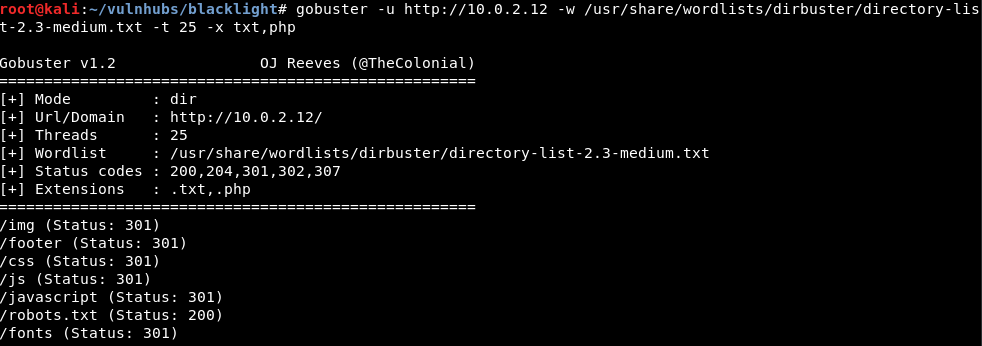 root@kali:~/vulnhubs/blacklight# gobuster -u http://10.0.2.12 -w /usr/share/wordlists/dirbuster/directory-lis
t-2.3-medium.txt -t 25 -x txt,php
Gobuster v1.2                OJ Reeves (@TheColonial)
=====================================================
[+] Mode         : dir
[+] Url/Domain   : http://10.0.2.12/
[+] Threads      : 25
[+] Wordlist     : /usr/share/wordlists/dirbuster/directory-list-2.3-medium.txt
[+] Status codes : 200,204,301,302,307
[+] Extensions   : .txt,.php
=====================================================
/img (Status: 301)
/footer (Status: 301)
/css (Status: 301)
/js (Status: 301)
/javascript (Status: 301)
/robots.txt (Status: 200)
/fonts (Status: 301)